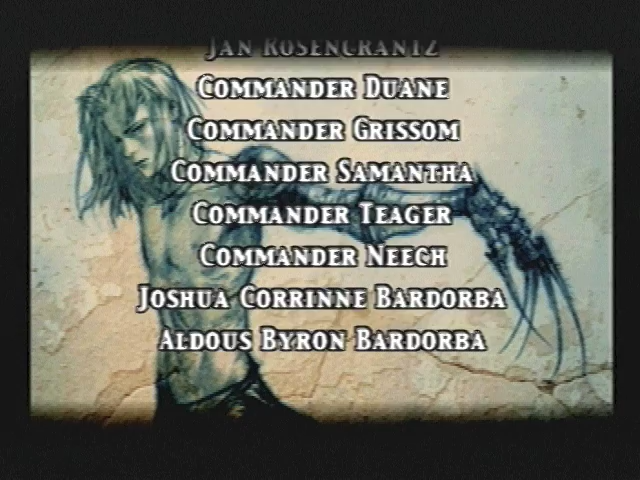 Jan Rosencrantz
Commander Duane
Commander Grissom
Commander Samantha
Commander Teager
Commander Neech
Joshua Corrinne Bardorba
Aldous Byron Bardorba